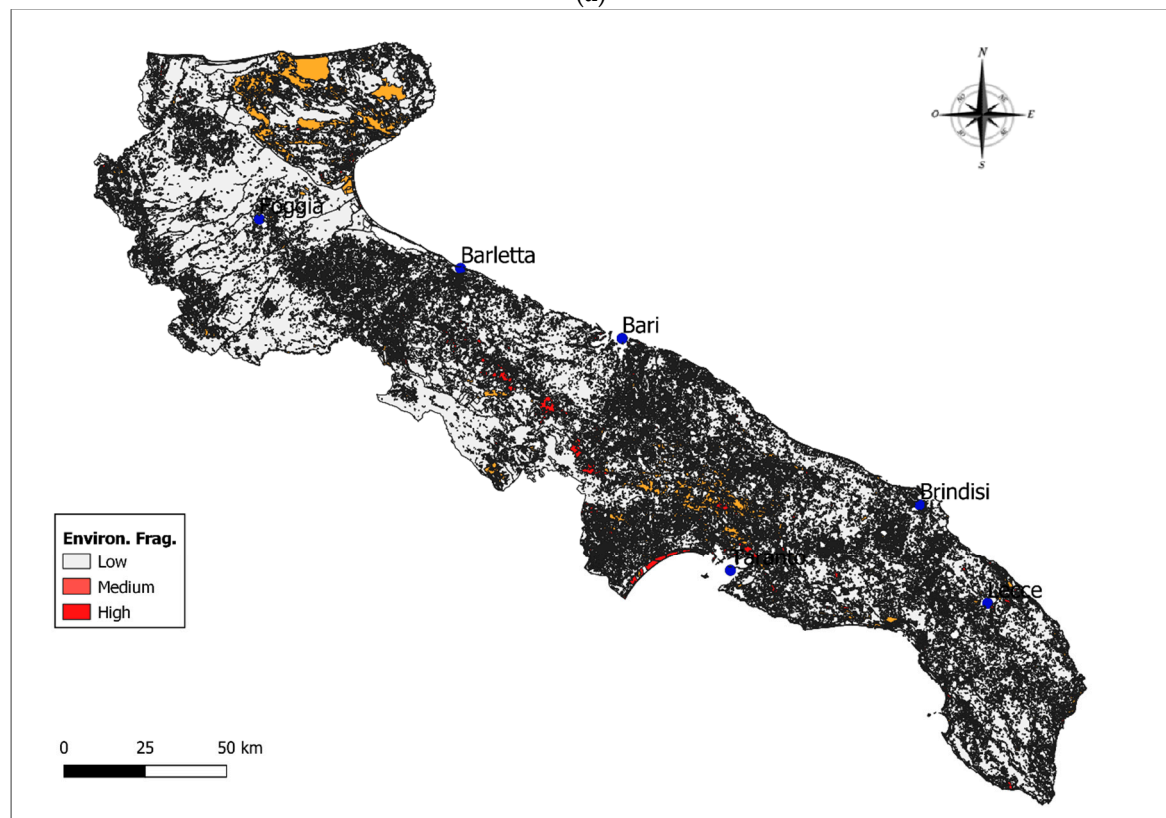 (a)
N
O
E
S
Foggia
Barletta
Bari
Brindisi
Taranto
Lecce
Environ. Frag.
Low
Medium
High
0 25 50 km